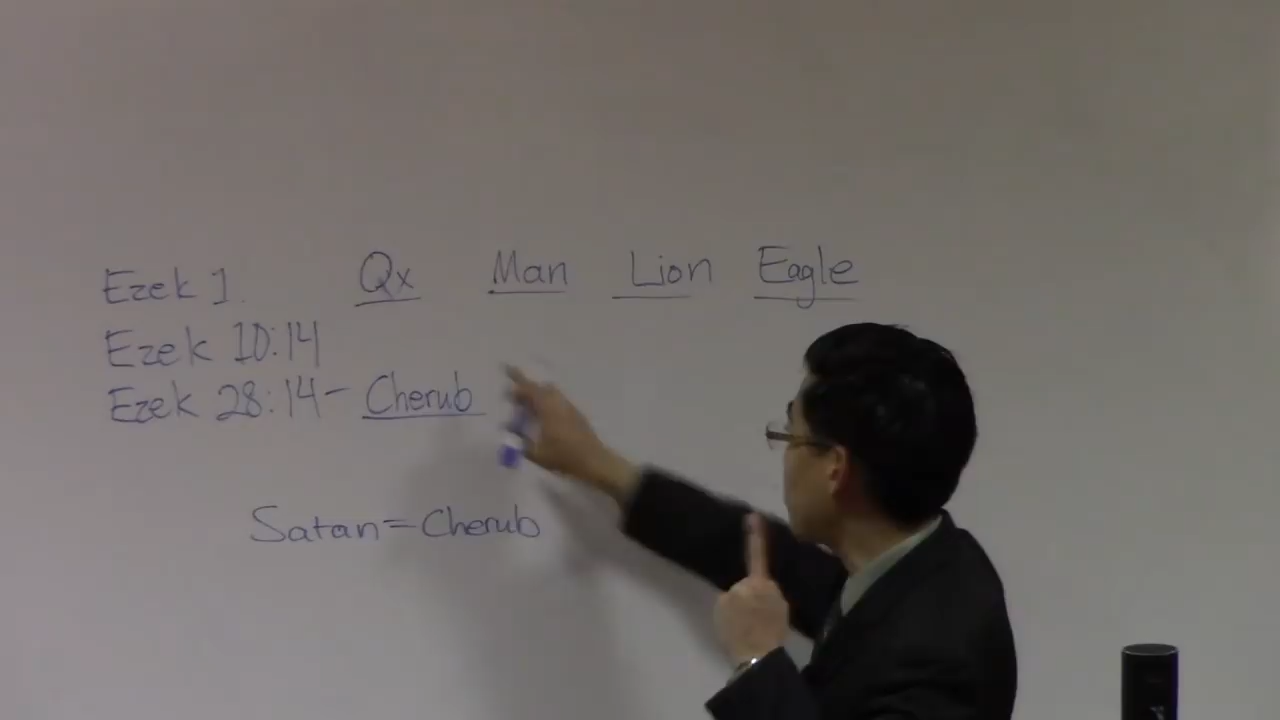 Ezek 1. Ox Man Lion Eagle
Ezek 10:14
Ezek 28:14- Cherub
Satan=Cherub